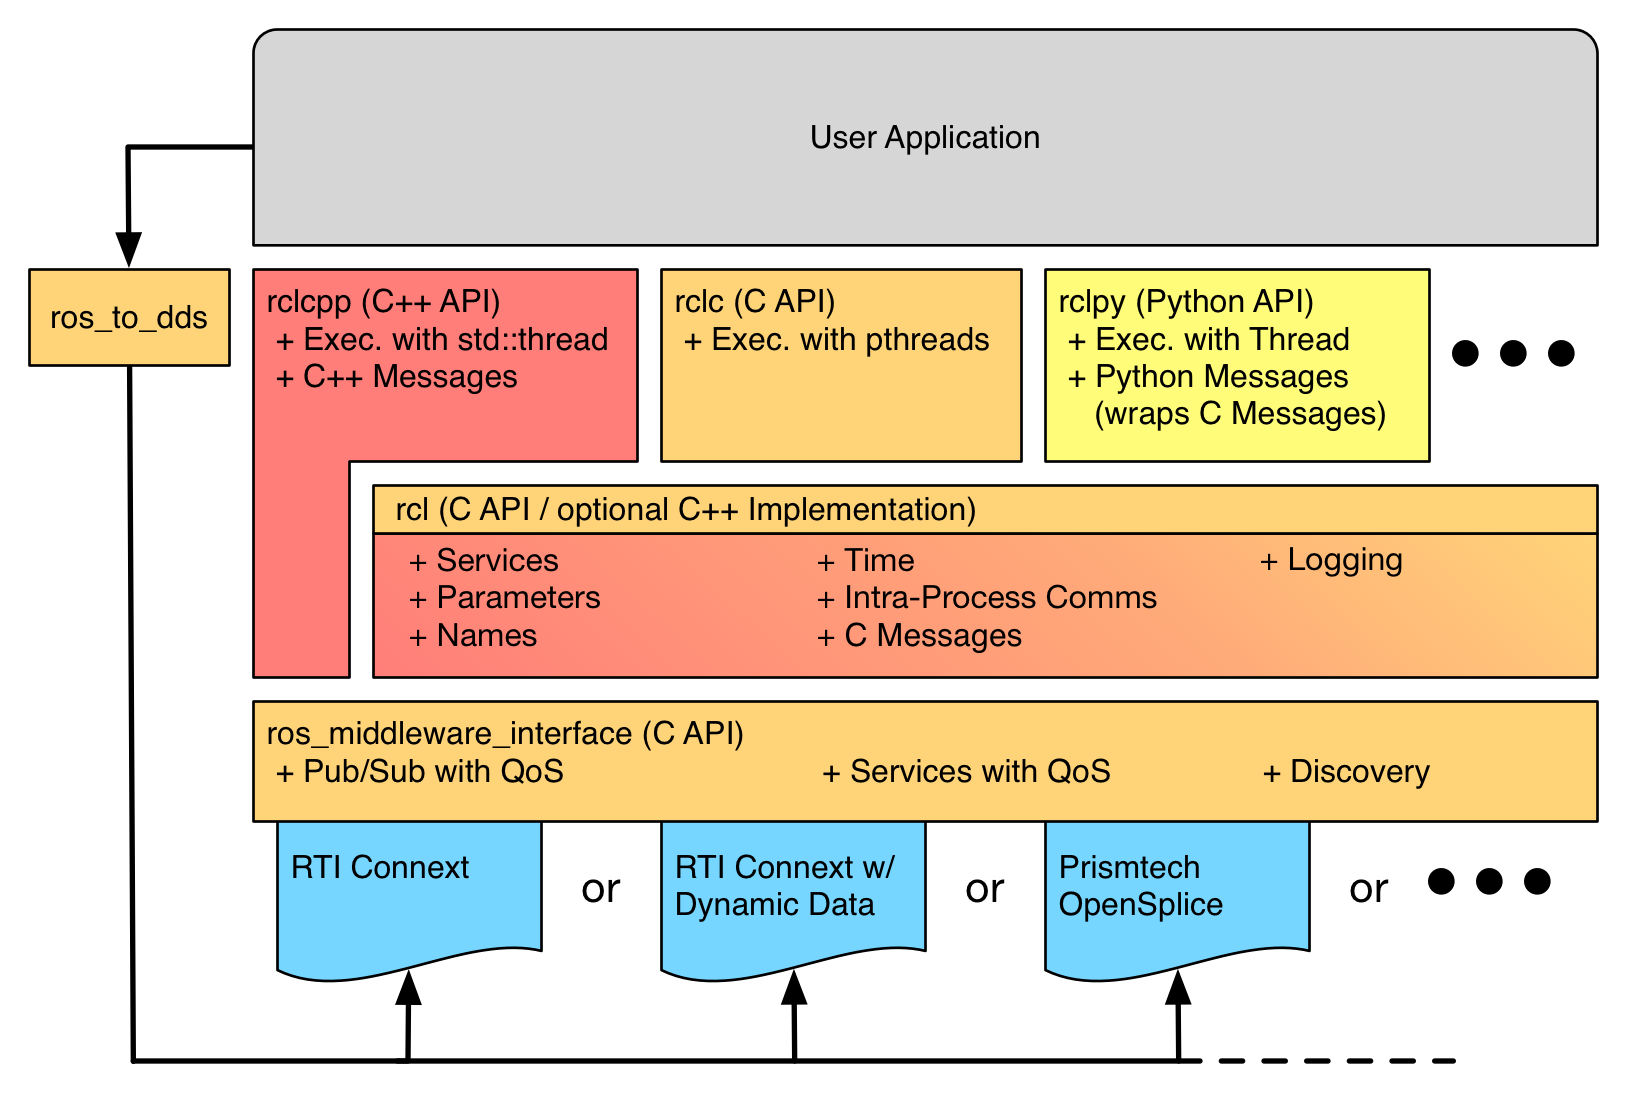 User Application
ros_to_dds
rclcpp (C++ API)
+ Exec. with std::thread
+ C++ Messages
rclc (C API)
+ Exec. with pthreads
rclpy (Python API)
+ Exec. with Thread
+ Python Messages
(wraps C Messages)
rcl (C API / optional C++ Implementation)
+ Services
+ Parameters
+ Names
+ Time
+ Intra-Process Comms
+ C Messages
+ Logging
ros_middleware_interface (C API)
+ Pub/Sub with QoS
+ Services with QoS
+ Discovery
RTI Connext
or
RTI Connext w/
Dynamic Data
or
Prismtech
OpenSplice
or